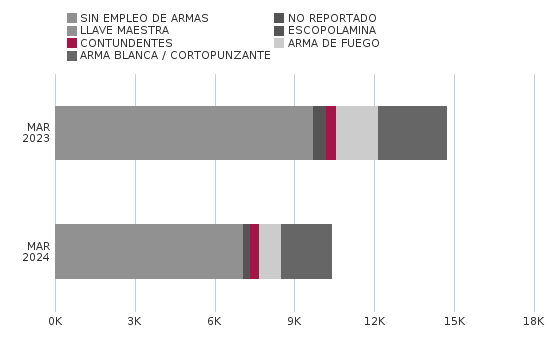 SIN EMPLEO DE ARMAS
NO REPORTADO
LLAVE MAESTRA
ESCOPOLAMINA
CONTUNDENTES
ARMA DE FUEGO
ARMA BLANCA / CORTOPUNZANTE
MAR
2023
MAR
2024
0K 3K 6K 9K 12K 15K 18K